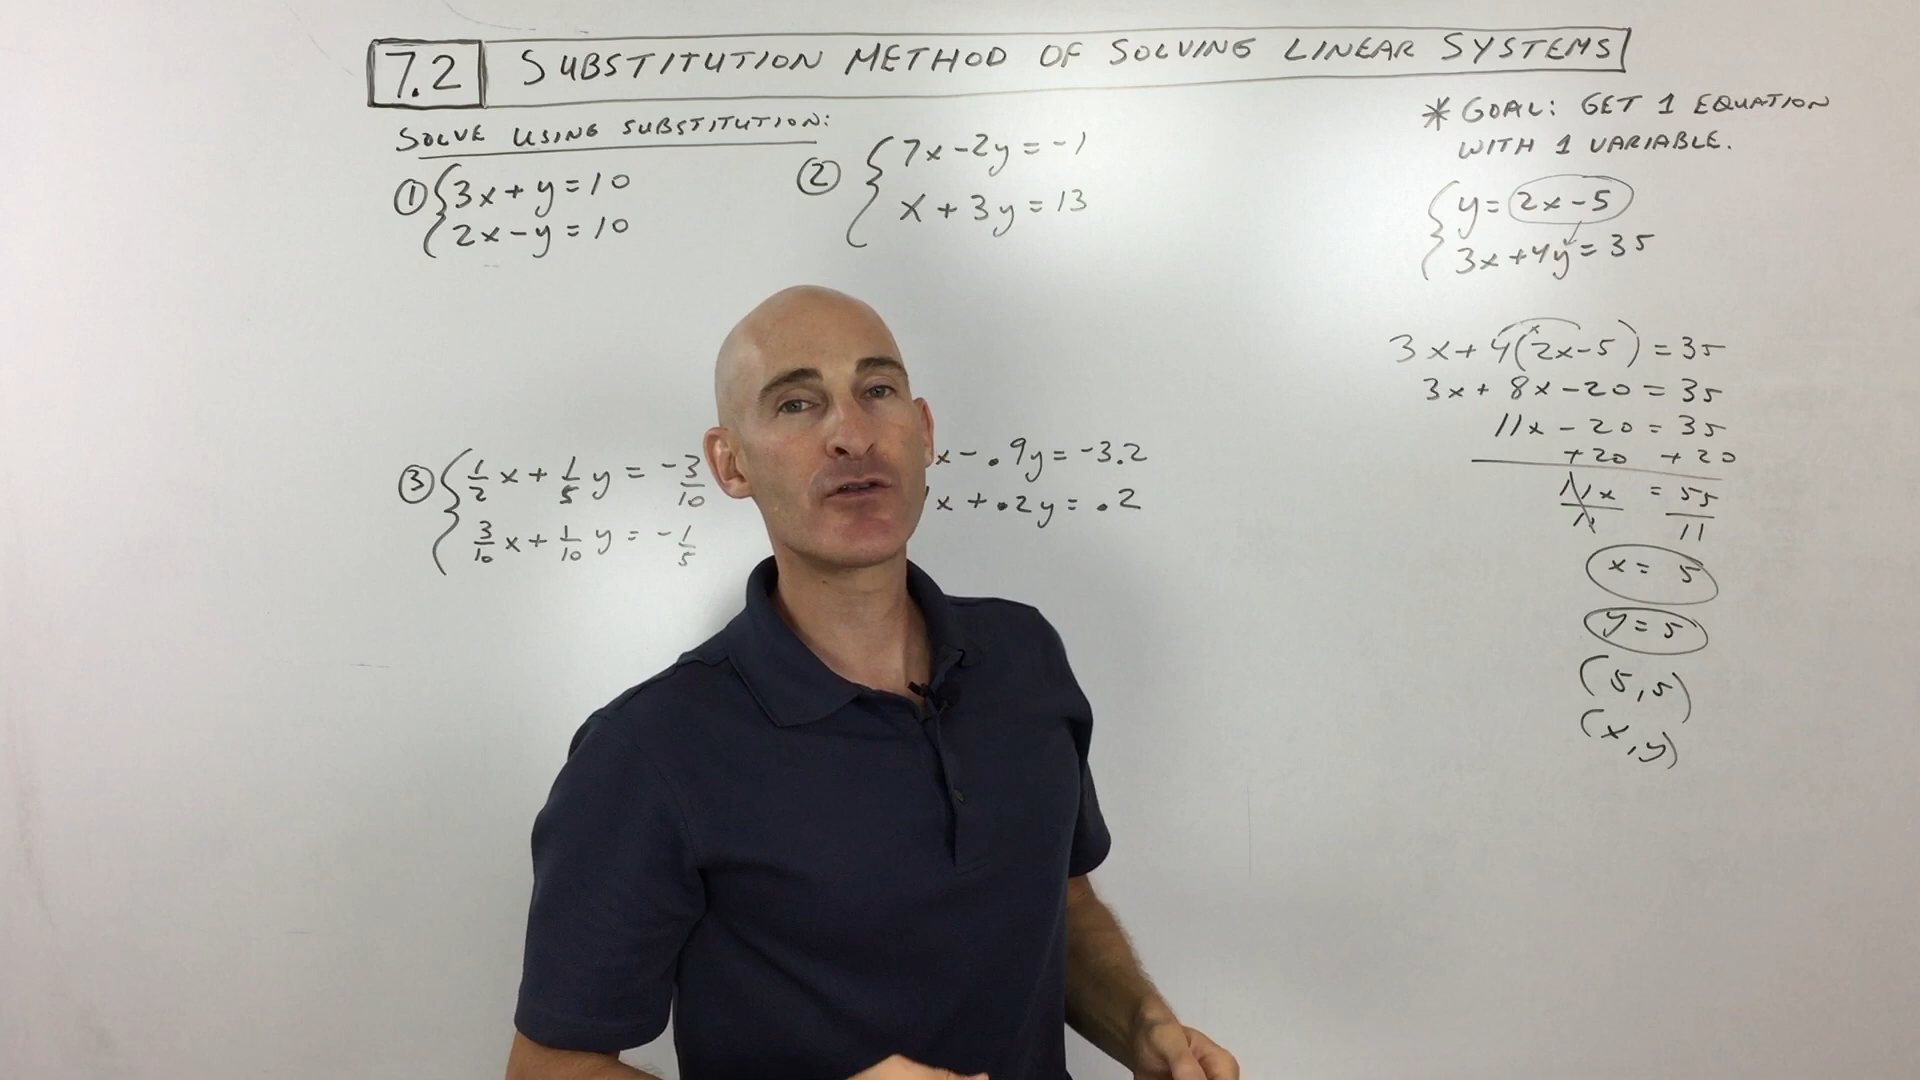 7.2 SUBSTITUTION METHOD OF SOLVING LINEAR SYSTEMS
SOLVE USING SUBSTITUTION:
① { 3x + y = 10
2x - y = 10
② { 7x - 2y = -1
x + 3y = 13
③ { 1/2 x + 1/5 y = -3/10
3/10 x + 1/10 y = -1/5
x - .9y = -3.2
x + .2y = .2
* GOAL: GET 1 EQUATION
WITH 1 VARIABLE.
{ y = 2x - 5
3x + 4y = 35
3x + 4(2x - 5) = 35
3x + 8x - 20 = 35
11x - 20 = 35
+20 +20
11x = 55
11 11
x = 5
y = 5
(5, 5)
(x, y)